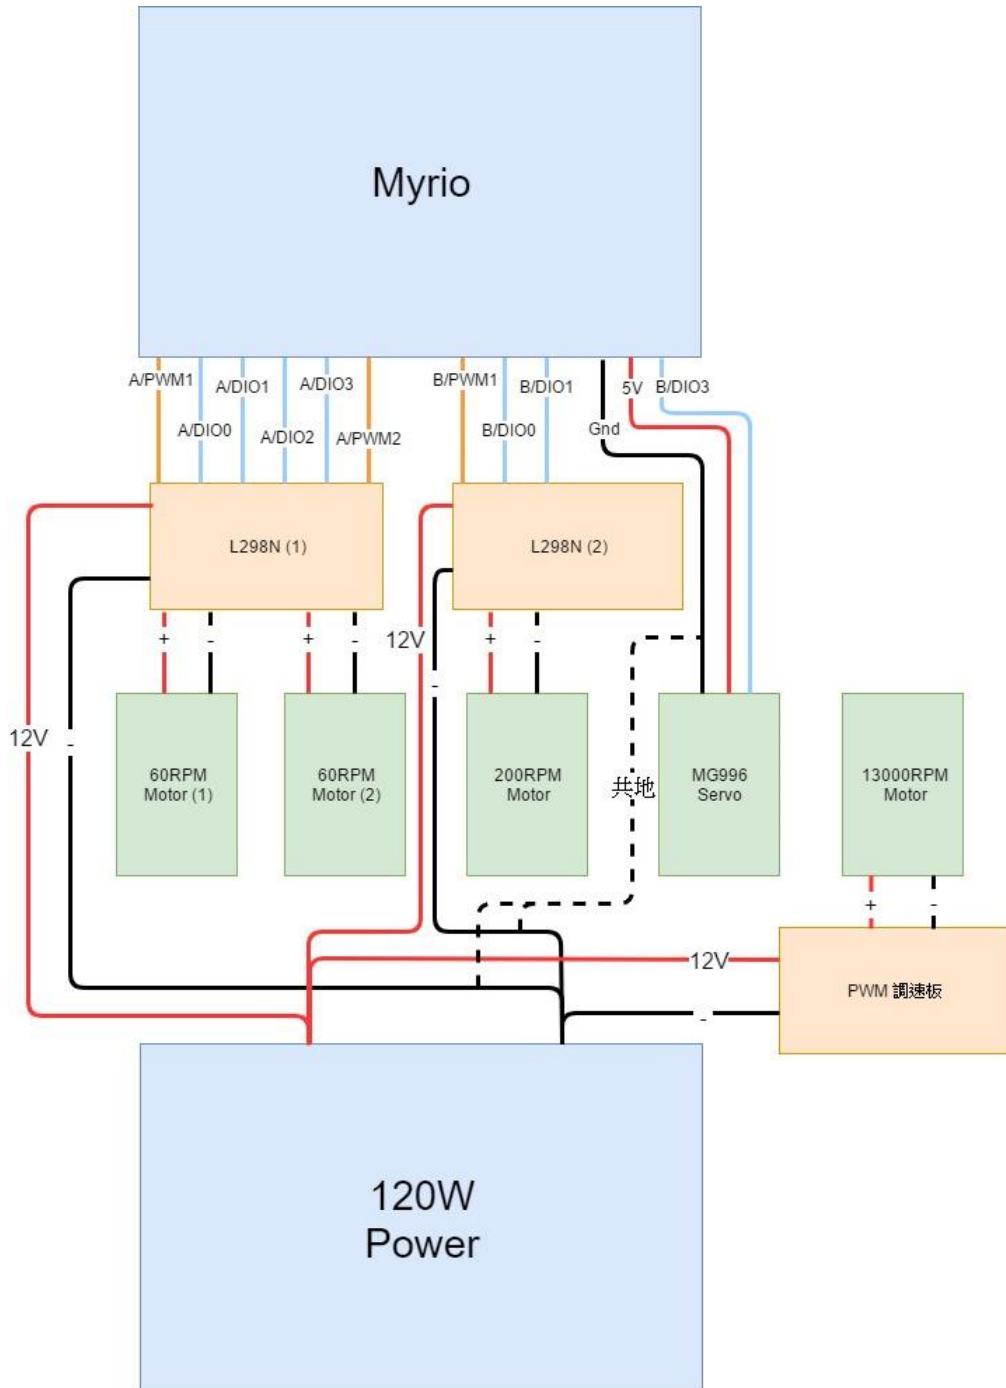 Myrio
A/PWM1
A/DIO0
A/DIO1
A/DIO2
A/DIO3
A/PWM2
B/PWM1
B/DIO0
B/DIO1
Gnd
5V
B/DIO3
L298N (1)
L298N (2)
+
-
+
-
12V
+
-
-
12V
-
60RPM
Motor (1)
60RPM
Motor (2)
200RPM
Motor
共地
MG996
Servo
13000RPM
Motor
+
-
12V
-
PWM 調速板
120W
Power